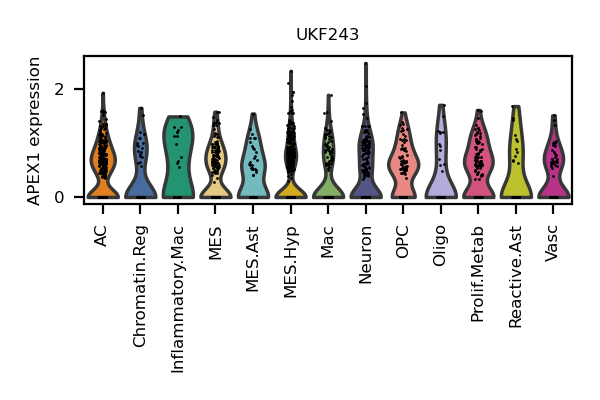 UKF243
APEX1 expression
2
0
AC
Chromatin.Reg
Inflammatory.Mac
MES
MES.Ast
MES.Hyp
Mac
Neuron
OPC
Oligo
Prolif.Metab
Reactive.Ast
Vasc